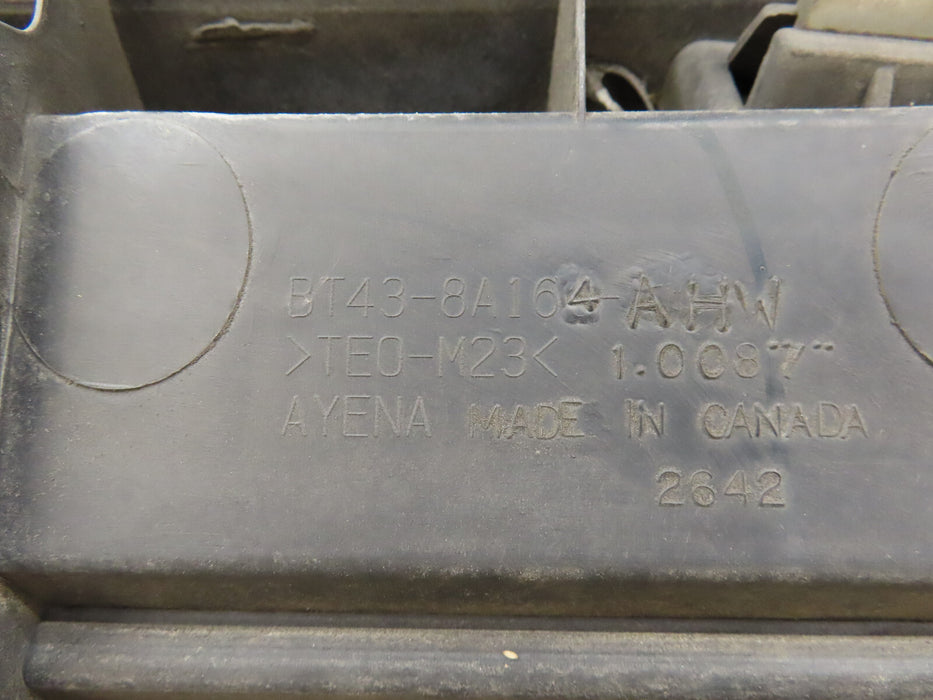 BT43-8A164-AHW
>TEO-M23< 1.0087"
AYENA MADE IN CANADA
2642